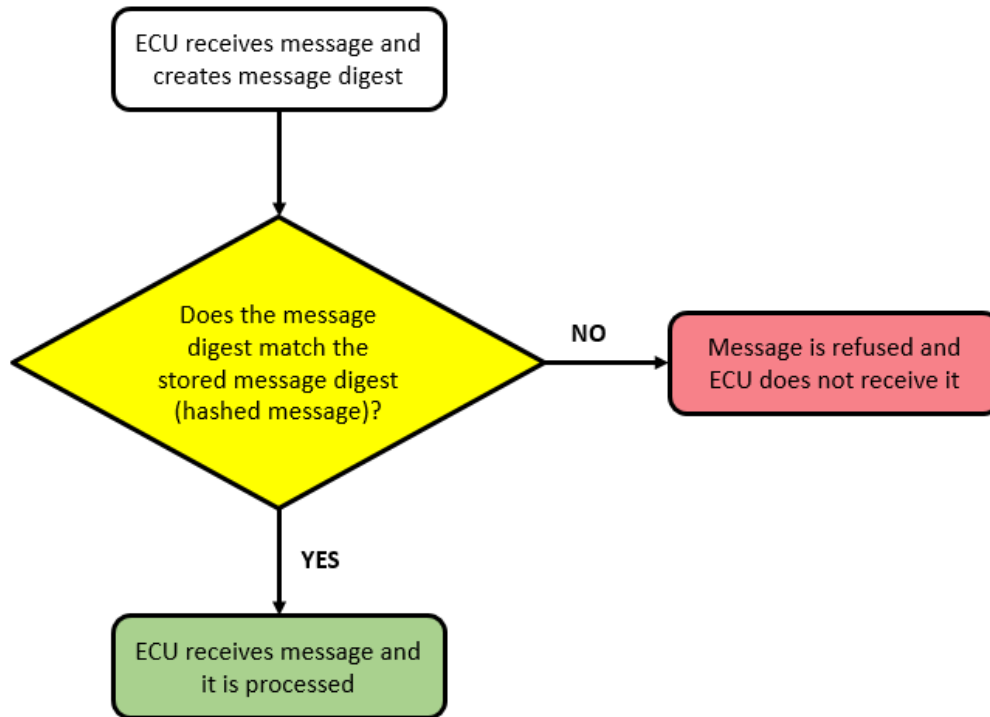 ECU receives message and
creates message digest
Does the message
digest match the
stored message digest
(hashed message)?
NO
Message is refused and
ECU does not receive it
YES
ECU receives message and
it is processed